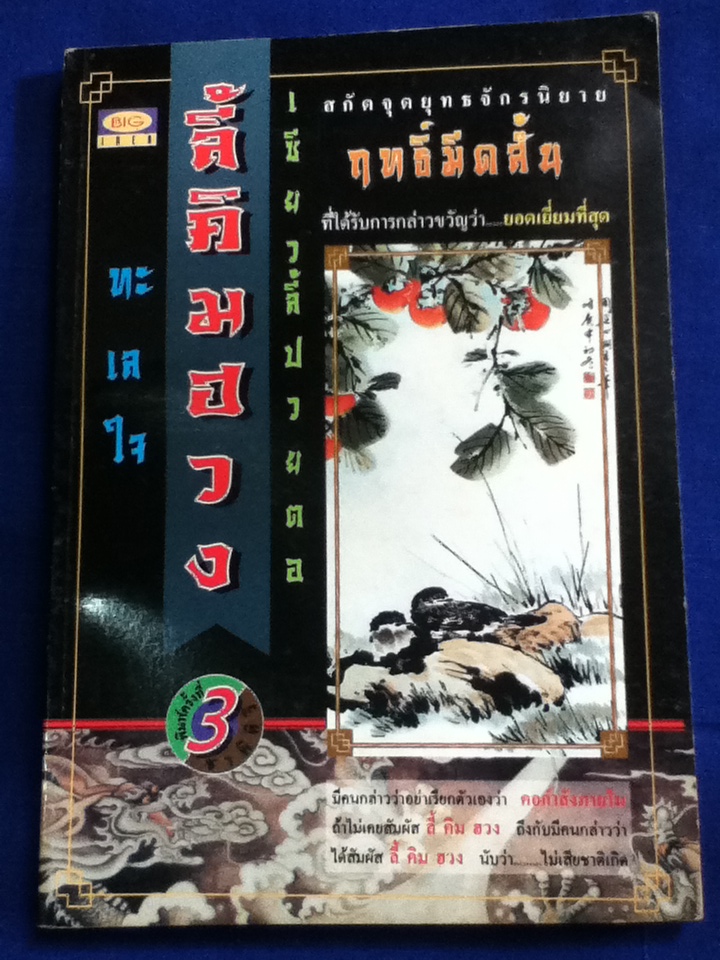 BIG
IDEA
ลี้คิมฮวง
เซียวลี้ปวยตอ
ทะเลใจ
สกัดจุดยุทธจักรนิยาย
ฤทธิ์มีดสั้น
ที่ได้รับการกล่าวขวัญว่า......ยอดเยี่ยมที่สุด
พิมพ์ครั้งที่
3
มีคนกล่าวว่าอย่าเรียกตัวเองว่า คอกำลังภายใน
ถ้าไม่เคยสัมผัส ลี้ คิม ฮวง ถึงกับมีคนกล่าวว่า
ได้สัมผัส ลี้ คิม ฮวง นับว่า..........ไม่เสียชาติเกิด